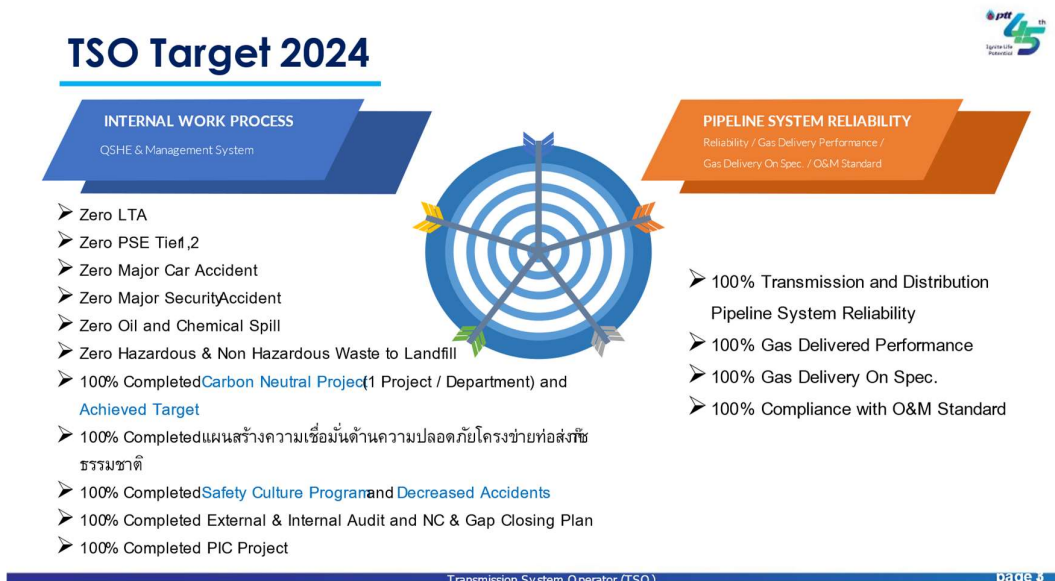 ptt 45th
Ignite Life
Potential
TSO Target 2024
INTERNAL WORK PROCESS
QSHE & Management System
PIPELINE SYSTEM RELIABILITY
Reliability / Gas Delivery Performance /
Gas Delivery On Spec. / O&M Standard
➢ Zero LTA
➢ Zero PSE Tier1,2
➢ Zero Major Car Accident
➢ Zero Major Security Accident
➢ Zero Oil and Chemical Spill
➢ Zero Hazardous & Non Hazardous Waste to Landfill
➢ 100% Completed Carbon Neutral Project (1 Project / Department) and
Achieved Target
➢ 100% Completed แผนสร้างความเชื่อมั่นด้านความปลอดภัยโครงข่ายท่อส่งก๊าซ
ธรรมชาติ
➢ 100% Completed Safety Culture Program and Decreased Accidents
➢ 100% Completed External & Internal Audit and NC & Gap Closing Plan
➢ 100% Completed PIC Project
➢ 100% Transmission and Distribution
Pipeline System Reliability
➢ 100% Gas Delivered Performance
➢ 100% Gas Delivery On Spec.
➢ 100% Compliance with O&M Standard
Transmission System Operator (TSO)
page 8